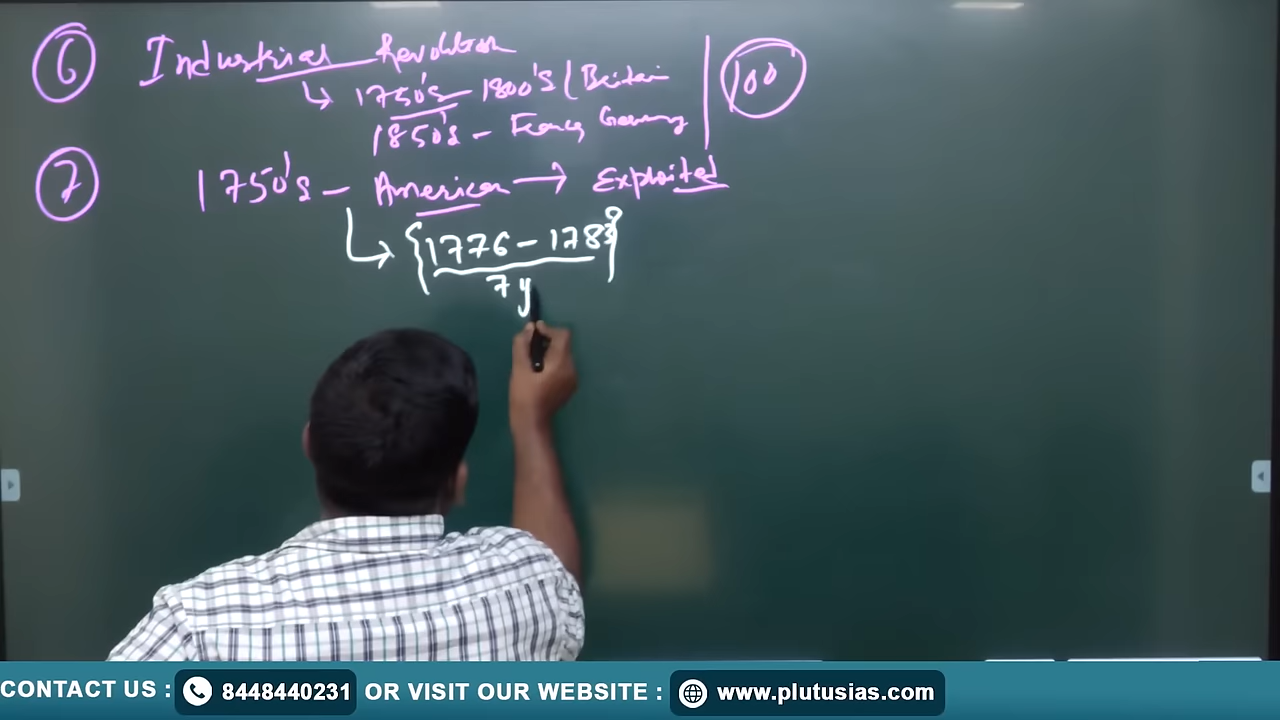 6 Industrial Revolution
↳ 1750's - 1800's (Britain
1850's - France, Germany
100
7 1750's - American → Exploited
↳ {1776 - 1783}
7 y
CONTACT US : 8448440231 OR VISIT OUR WEBSITE : www.plutusias.com